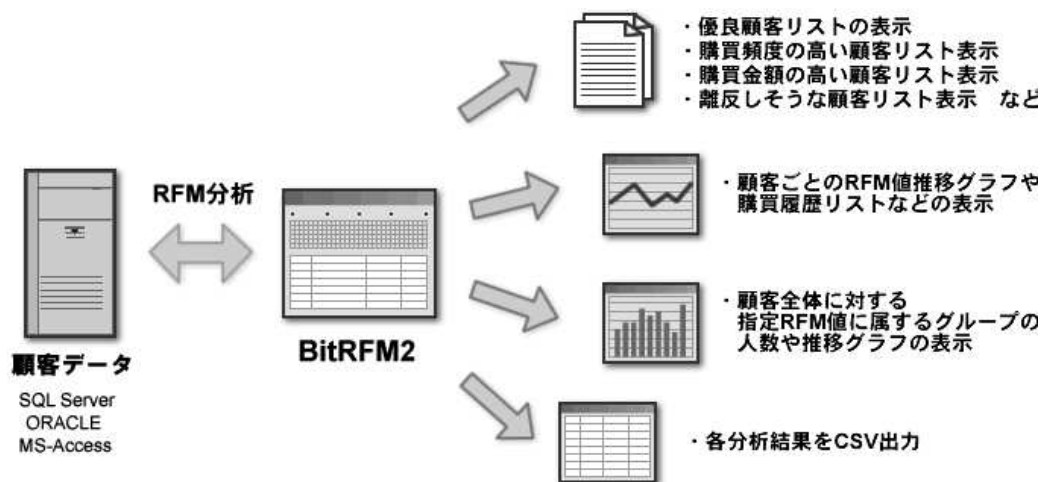 ・優良顧客リストの表示
・購買頻度の高い顧客リスト表示
・購買金額の高い顧客リスト表示
・離反しそうな顧客リスト表示　など
RFM分析
・顧客ごとのRFM値推移グラフや
購買履歴リストなどの表示
BitRFM2
・顧客全体に対する
指定RFM値に属するグループの
人数や推移グラフの表示
顧客データ
SQL Server
ORACLE
MS-Access
・各分析結果をCSV出力